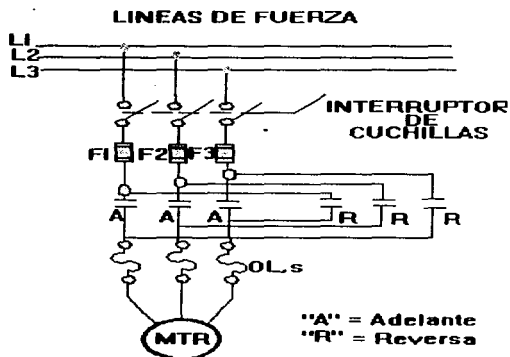 LINEAS DE FUERZA
L1
L2
L3
INTERRUPTOR
DE
CUCHILLAS
F1 F2 F3
A A A R R R
OL,s
MTR
"A" = Adelante
"R" = Reversa